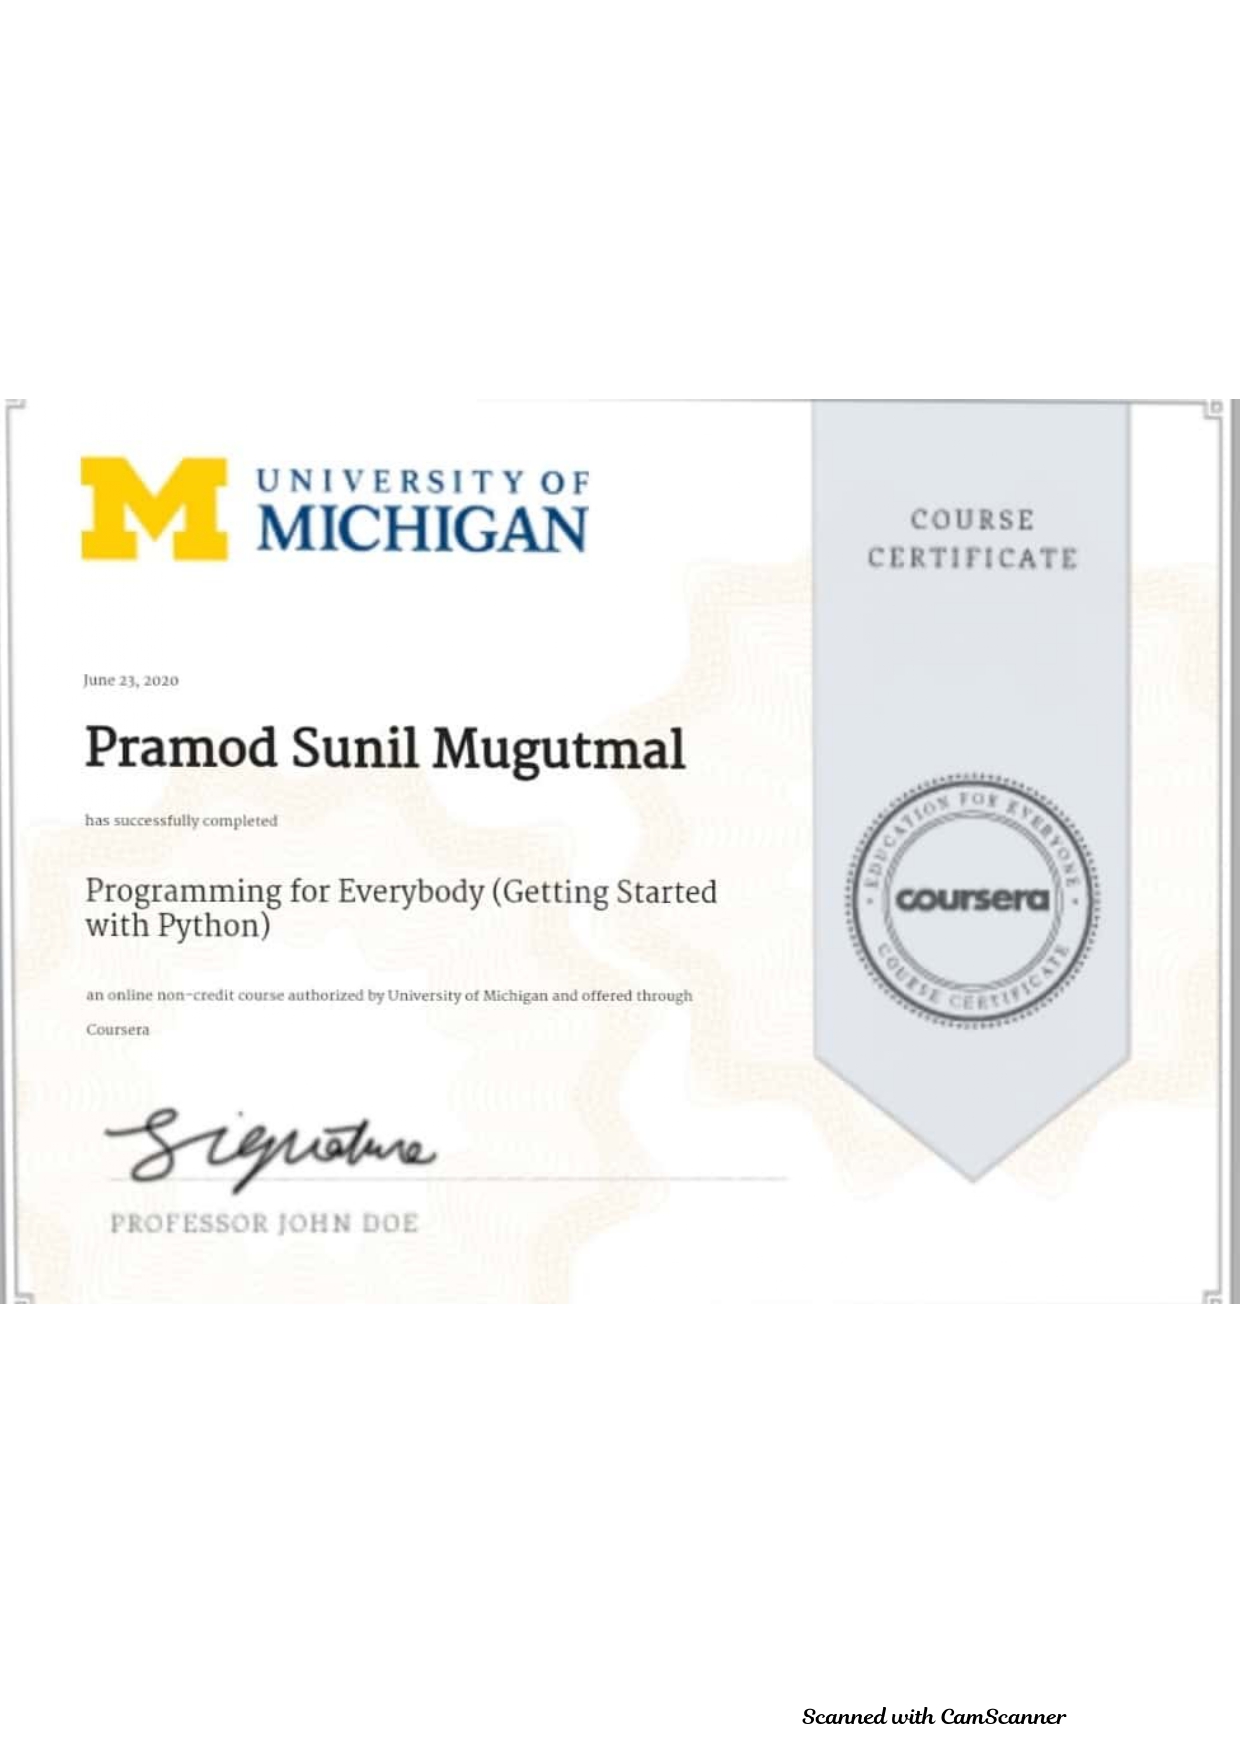 UNIVERSITY OF
MICHIGAN
COURSE
CERTIFICATE
June 23, 2020
Pramod Sunil Mugutmal
has successfully completed
Programming for Everybody (Getting Started
with Python)
an online non-credit course authorized by University of Michigan and offered through
Coursera
EDUCATION FOR EVERYONE
coursera
COURSE CERTIFICATE
Signature
PROFESSOR JOHN DOE
Scanned with CamScanner